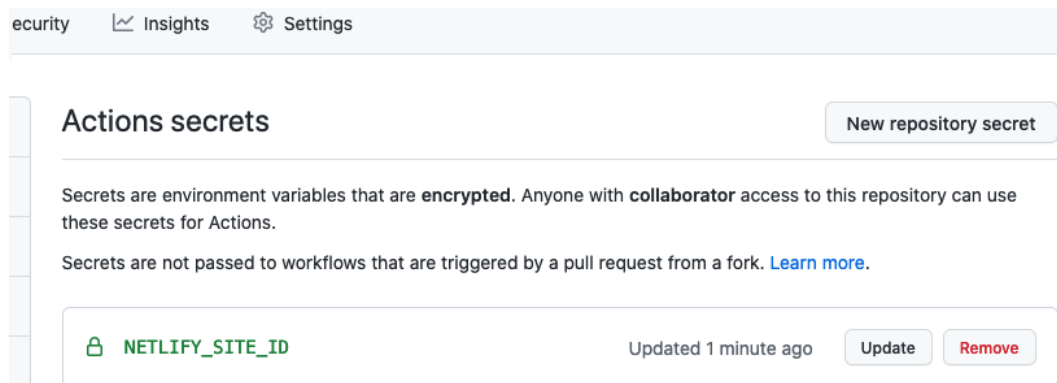 ecurity Insights Settings
Actions secrets
New repository secret
Secrets are environment variables that are encrypted. Anyone with collaborator access to this repository can use
these secrets for Actions.
Secrets are not passed to workflows that are triggered by a pull request from a fork. Learn more.
NETLIFY_SITE_ID Updated 1 minute ago Update Remove